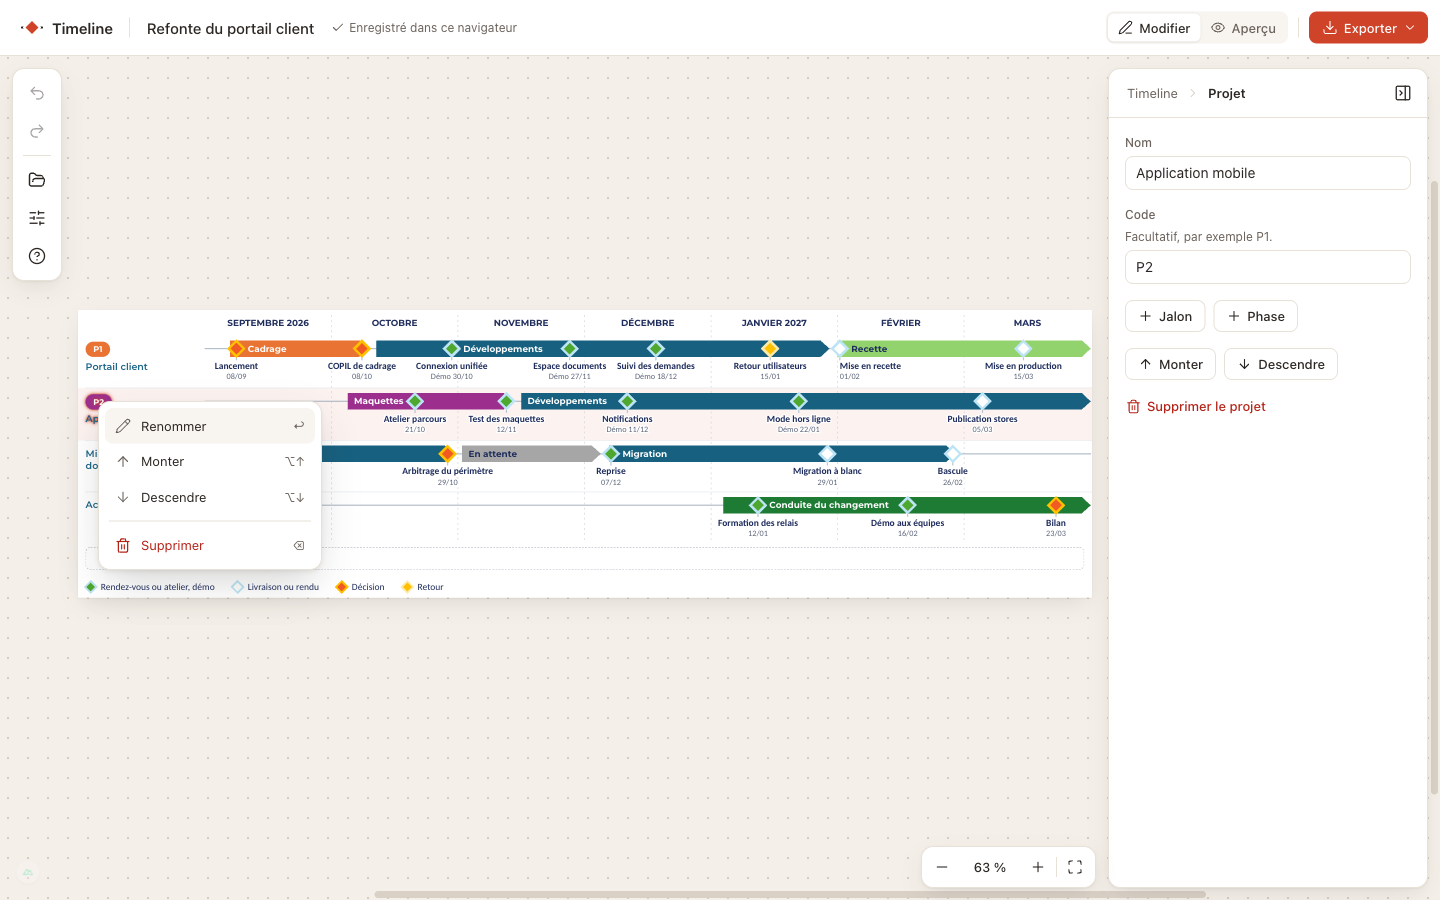 Timeline
Refonte du portail client
Enregistré dans ce navigateur
Modifier
Aperçu
Exporter
Timeline
Projet
Nom
Application mobile
Code
Facultatif, par exemple P1.
P2
Jalon
Phase
Monter
Descendre
Supprimer le projet
SEPTEMBRE 2026
OCTOBRE
NOVEMBRE
DÉCEMBRE
JANVIER 2027
FÉVRIER
MARS
P1
Cadrage
Développements
Recette
Portail client
Lancement
COPIL de cadrage
Connexion unifiée
Espace documents
Suivi des demandes
Retour utilisateurs
Mise en recette
Mise en production
08/09
08/10
Démo 30/10
Démo 27/11
Démo 18/12
15/01
01/02
15/03
P2
Maquettes
Développements
Atelier parcours
Test des maquettes
Notifications
Mode hors ligne
Publication stores
21/10
12/11
Démo 11/12
Démo 22/01
05/03
En attente
Migration
Arbitrage du périmètre
Reprise
Migration à blanc
Bascule
29/10
07/12
29/01
26/02
Conduite du changement
Formation des relais
Démo aux équipes
Bilan
12/01
16/02
23/03
Renommer ↩
Monter ⌥↑
Descendre ⌥↓
Supprimer ⌫
Rendez-vous ou atelier, démo
Livraison ou rendu
Décision
Retour
63 %